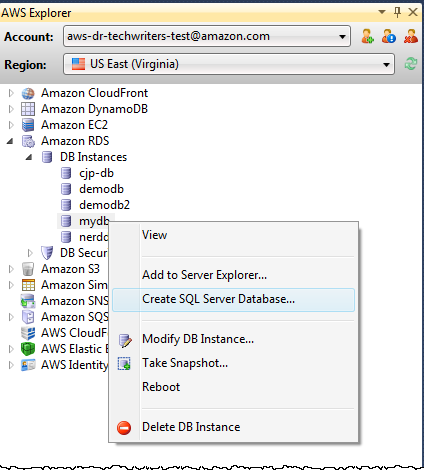 AWS Explorer
Account: aws-dr-techwriters-test@amazon.com
Region: US East (Virginia)
Amazon CloudFront
Amazon DynamoDB
Amazon EC2
Amazon RDS
DB Instances
cjp-db
demodb
demodb2
mydb
View
DB Secur
Amazon S3
Add to Server Explorer...
Amazon Sim
Create SQL Server Database...
Amazon SNS
Amazon SQS
AWS CloudF
Modify DB Instance...
AWS Elastic B
Take Snapshot...
AWS Identity
Reboot
Delete DB Instance